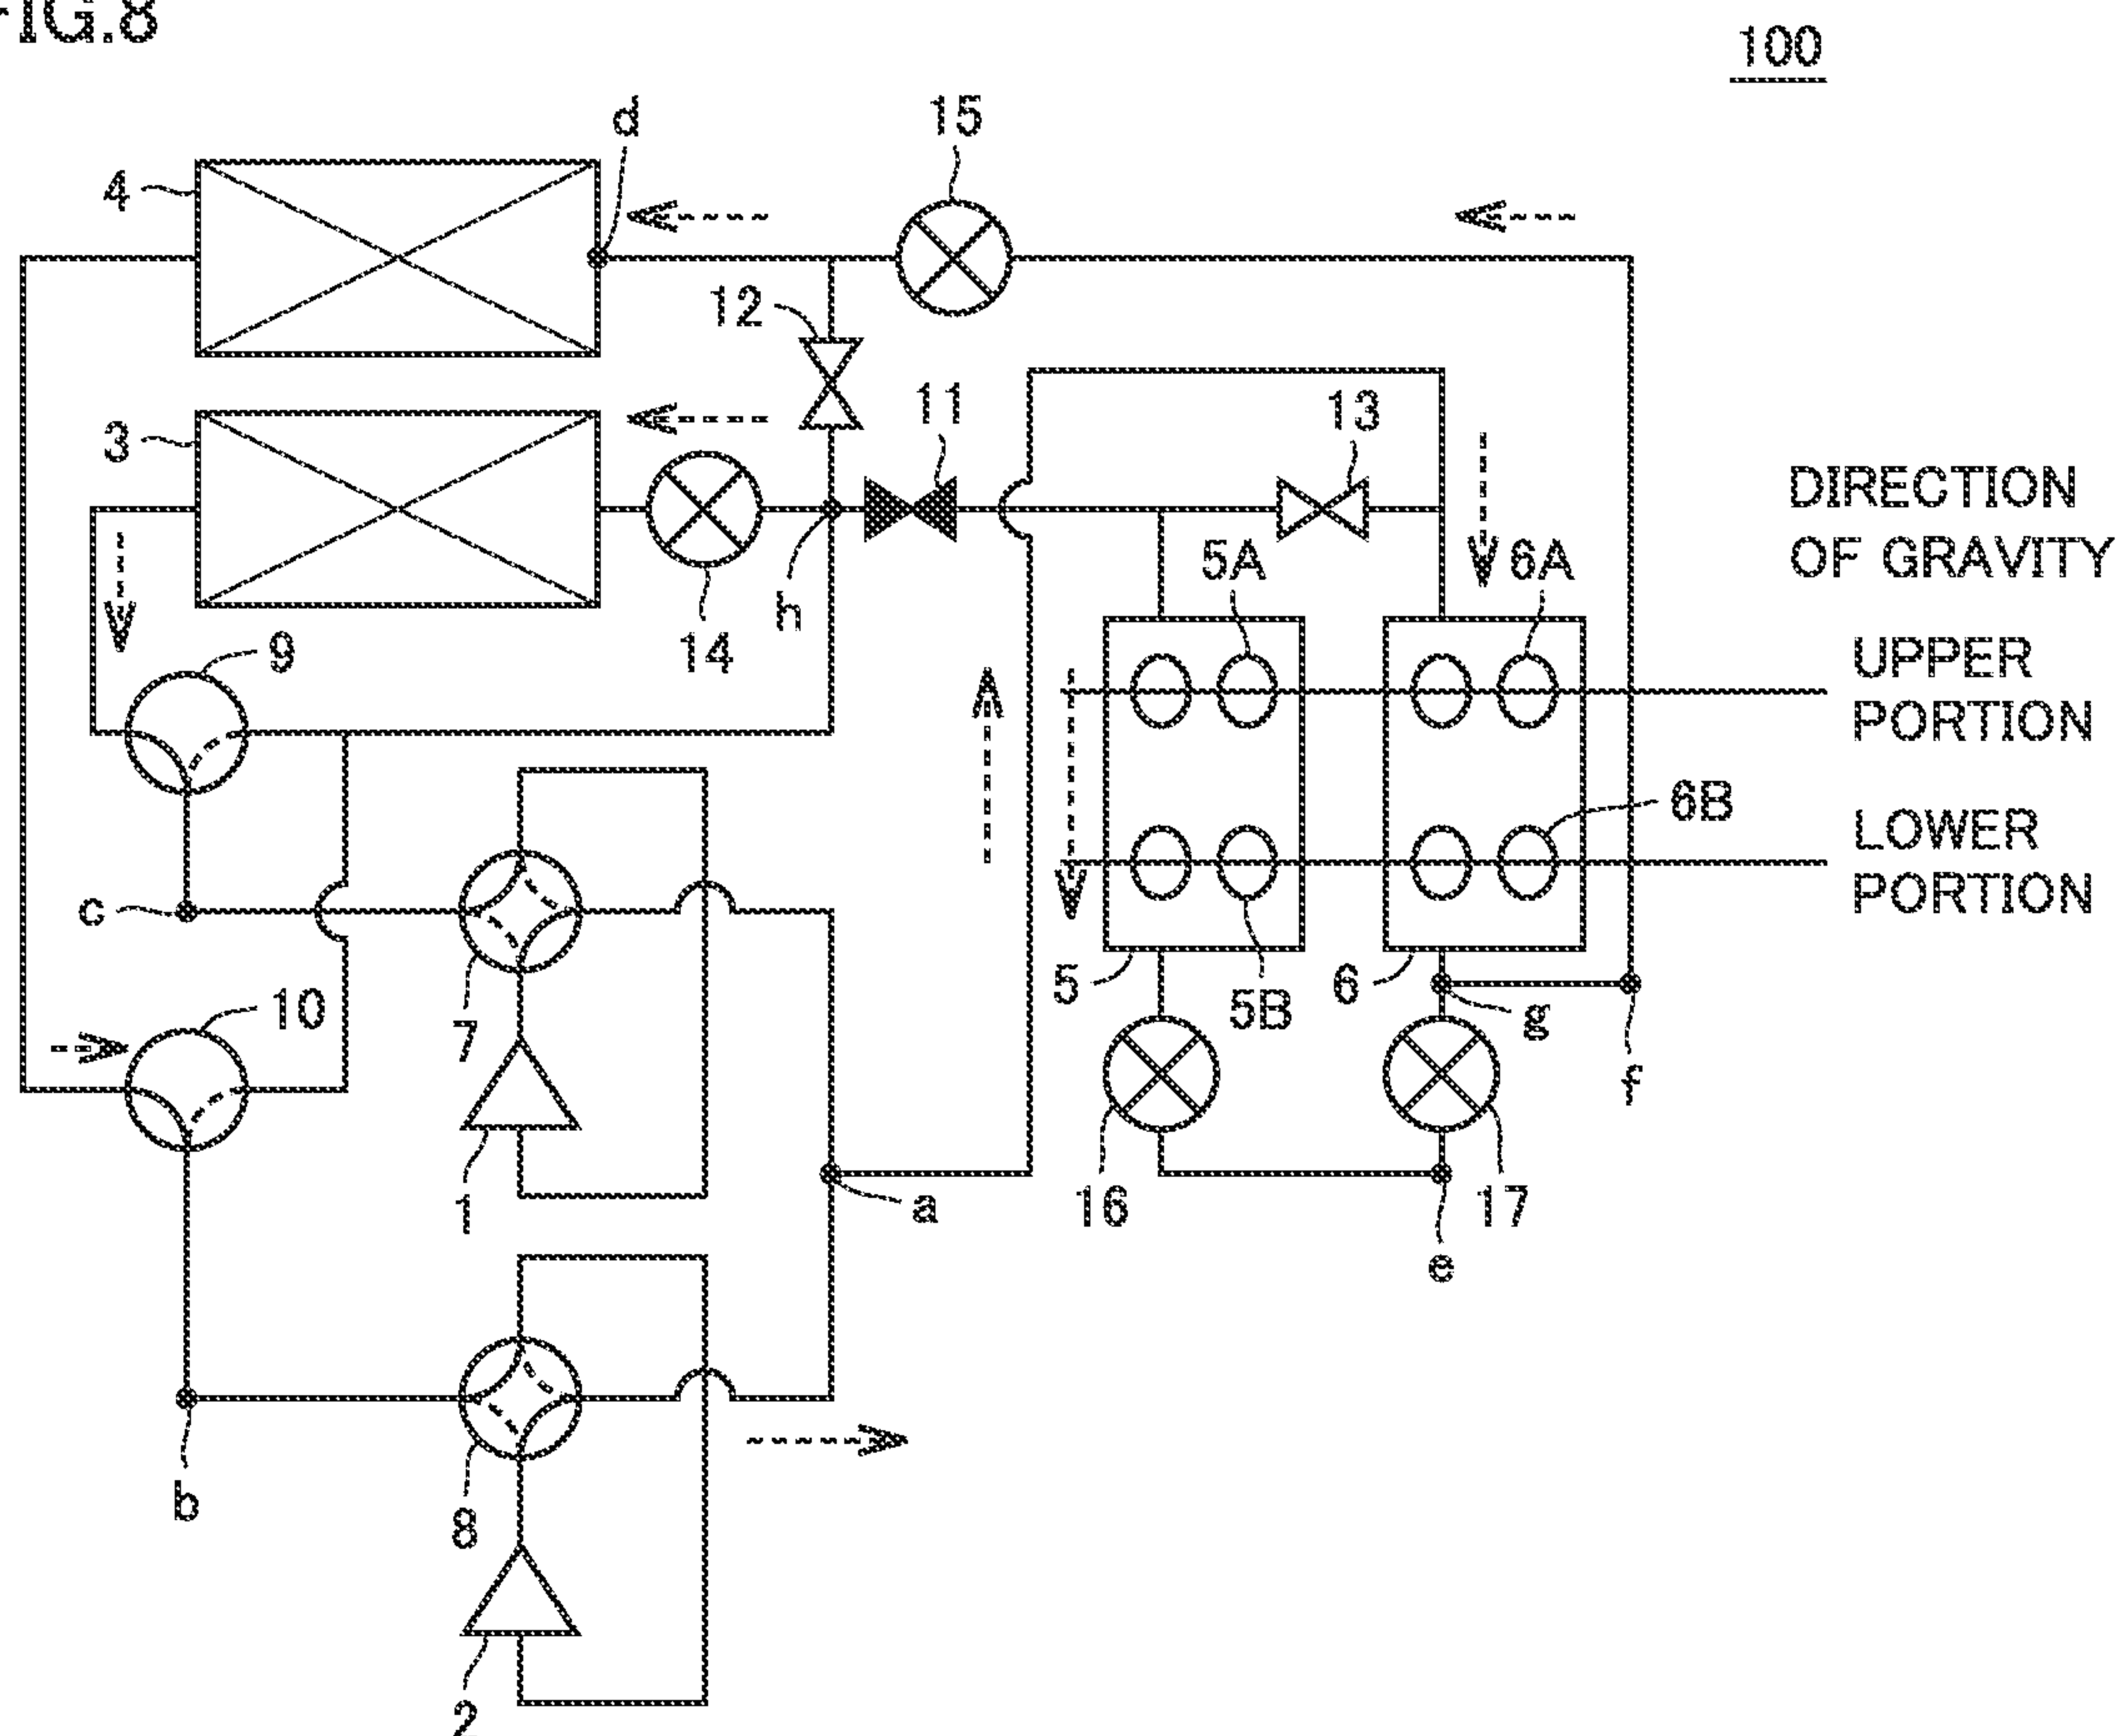 FIG.8
100
d
15
4
12
11
13
3
DIRECTION
OF GRAVITY
5A
6A
h
14
9
UPPER
PORTION
6B
LOWER
PORTION
c
5
6
5B
g
10
7
f
1
a
16
17
e
b
8
2